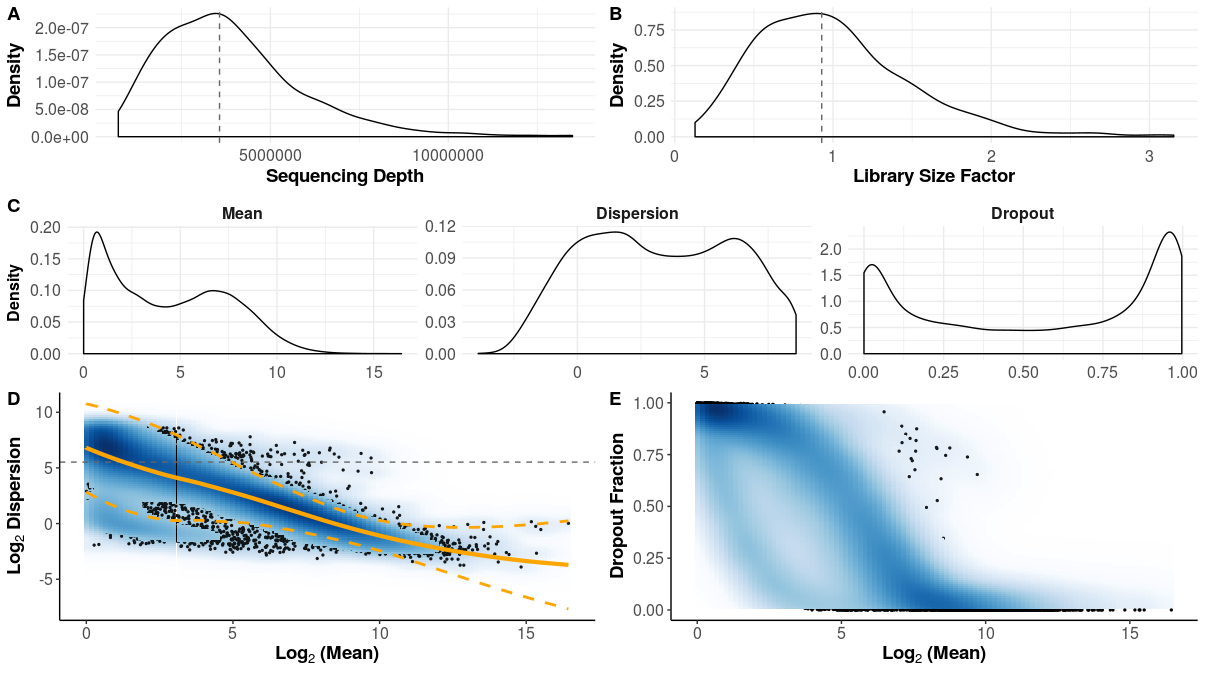 A
Density
2.0e-07
1.5e-07
1.0e-07
5.0e-08
0.0e+00
5000000 10000000
Sequencing Depth
B
Density
0.75
0.50
0.25
0.00
0 1 2 3
Library Size Factor
C
Mean
Density
0.20
0.15
0.10
0.05
0.00
0 5 10 15
Dispersion
0.12
0.09
0.06
0.03
0.00
0 5
Dropout
2.0
1.5
1.0
0.5
0.0
0.00 0.25 0.50 0.75 1.00
D
Log2 Dispersion
10
5
0
-5
0 5 10 15
Log2 (Mean)
E
Dropout Fraction
1.00
0.75
0.50
0.25
0.00
0 5 10 15
Log2 (Mean)